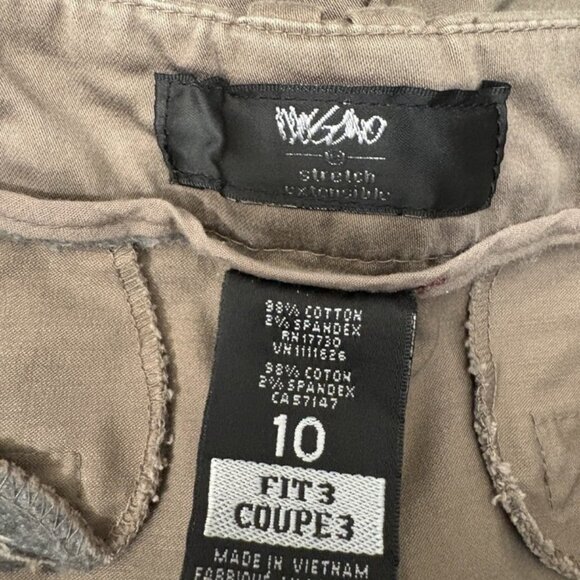 mossimo
stretch
extensible
98% COTTON
2% SPANDEX
RN17730
VN1111626
98% COTON
2% SPANDEX
CA57147
10
FIT 3
COUPE 3
MADE IN VIETNAM